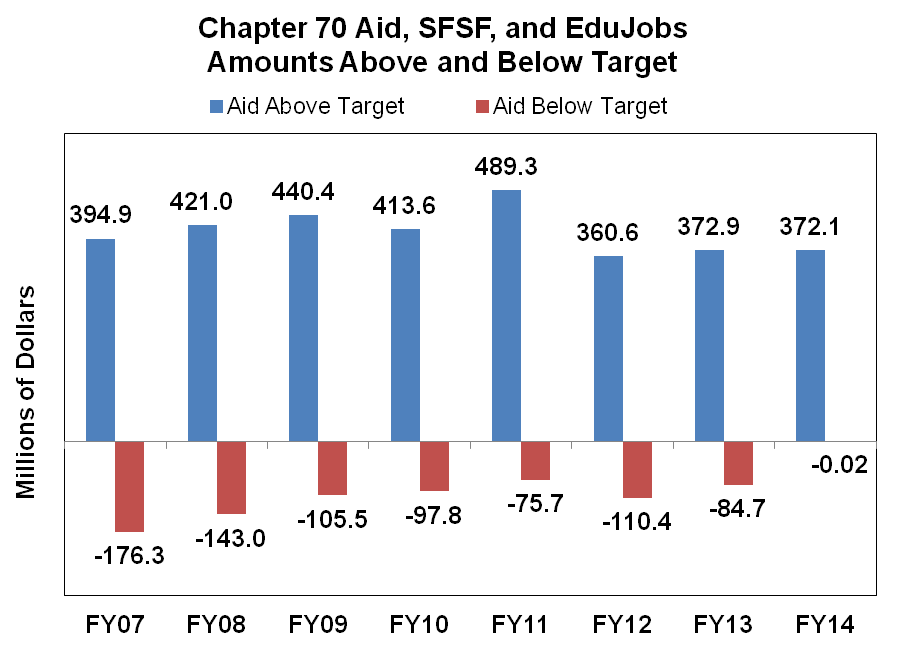 Chapter 70 Aid, SFSF, and EduJobs
Amounts Above and Below Target
Aid Above Target Aid Below Target
Millions of Dollars
394.9 421.0 440.4 413.6 489.3 360.6 372.9 372.1
-176.3 -143.0 -105.5 -97.8 -75.7 -110.4 -84.7 -0.02
FY07 FY08 FY09 FY10 FY11 FY12 FY13 FY14